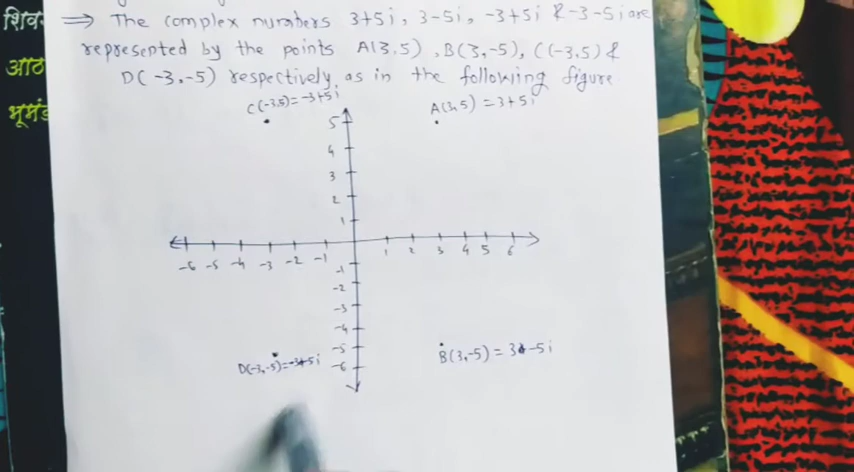 ⇒ The complex numbers 3+5i, 3-5i, -3+5i & -3-5i are
represented by the points A(3,5), B(3,-5), C(-3,5) &
D(-3,-5) respectively as in the following figure
C(-3,5)=-3+5i
A(3,5)=3+5i
5
4
3
2
1
-6 -5 -4 -3 -2 -1 1 2 3 4 5 6
-1
-2
-3
-4
-5
-6
D(-3,-5)=-3+5i
B(3,-5)=3-5i
शिव
आठ
भूमंड